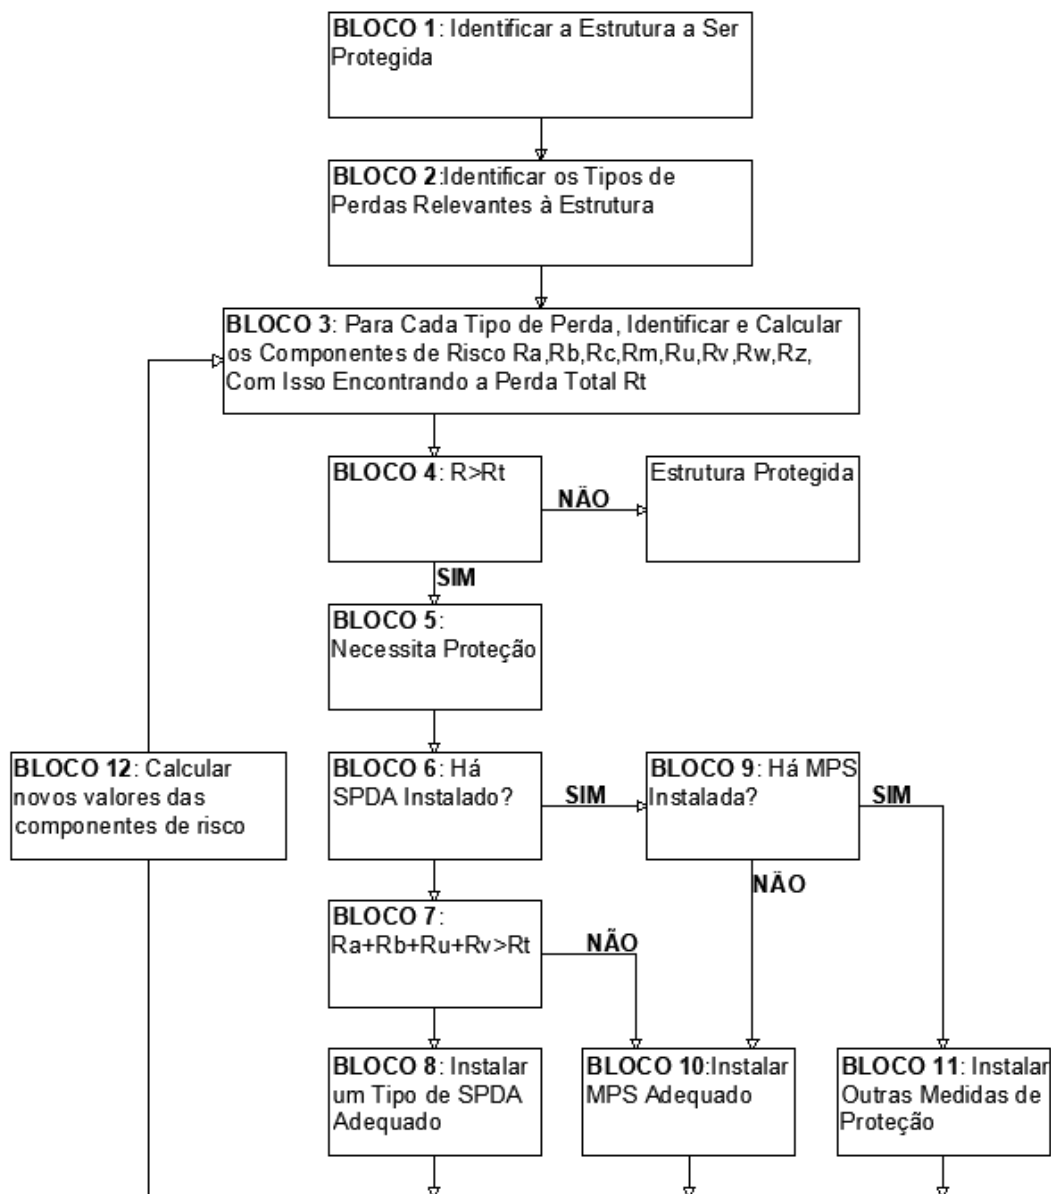 BLOCO 1: Identificar a Estrutura a Ser
Protegida
BLOCO 2:Identificar os Tipos de
Perdas Relevantes à Estrutura
BLOCO 3: Para Cada Tipo de Perda, Identificar e Calcular
os Componentes de Risco Ra,Rb,Rc,Rm,Ru,Rv,Rw,Rz,
Com Isso Encontrando a Perda Total Rt
BLOCO 4: R>Rt
NÃO
Estrutura Protegida
SIM
BLOCO 5:
Necessita Proteção
BLOCO 12: Calcular
novos valores das
componentes de risco
BLOCO 6: Há
SPDA Instalado?
SIM
BLOCO 9: Há MPS
Instalada?
SIM
NÃO
BLOCO 7:
Ra+Rb+Ru+Rv>Rt
NÃO
BLOCO 8: Instalar
um Tipo de SPDA
Adequado
BLOCO 10:Instalar
MPS Adequado
BLOCO 11: Instalar
Outras Medidas de
Proteção